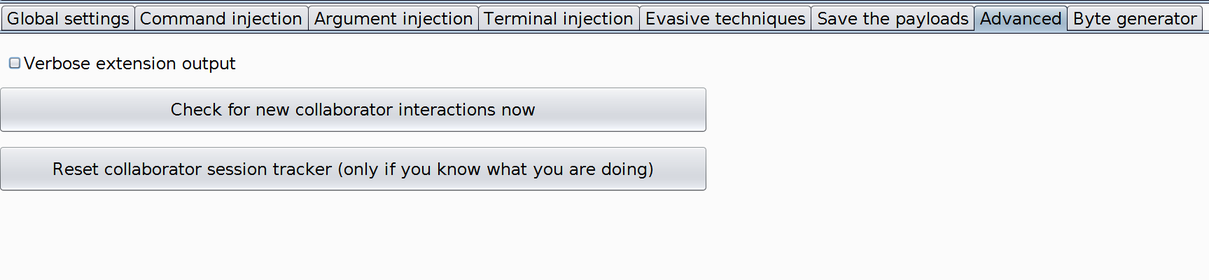 Global settings Command injection Argument injection Terminal injection Evasive techniques Save the payloads Advanced Byte generator
Verbose extension output
Check for new collaborator interactions now
Reset collaborator session tracker (only if you know what you are doing)